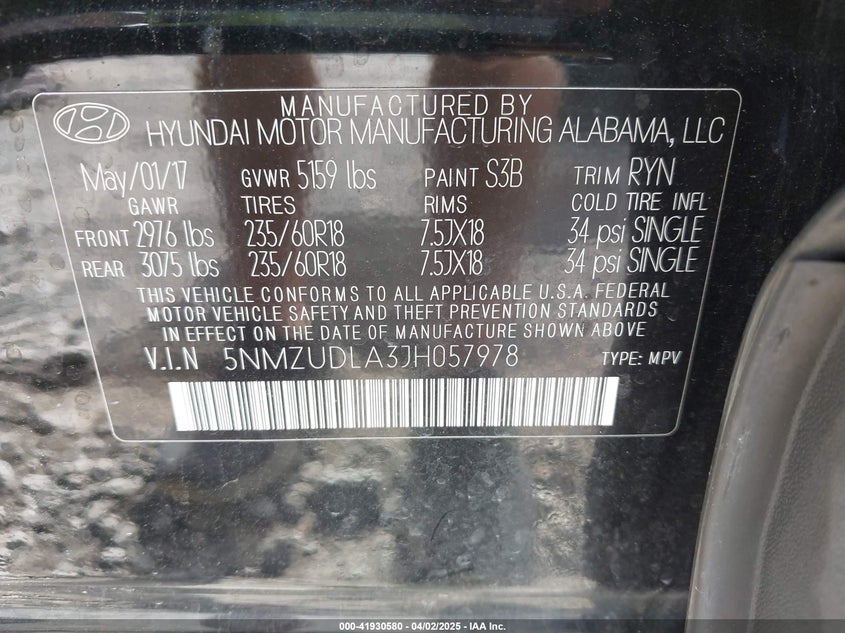 MANUFACTURED BY
HYUNDAI MOTOR MANUFACTURING ALABAMA, LLC
May/01/17 GVWR 5159 lbs PAINT S3B TRIM RYN
GAWR TIRES RIMS COLD TIRE INFL
FRONT 2976 lbs 235/60R18 7.5JX18 34 psi SINGLE
REAR 3075 lbs 235/60R18 7.5JX18 34 psi SINGLE
THIS VEHICLE CONFORMS TO ALL APPLICABLE U.S.A. FEDERAL
MOTOR VEHICLE SAFETY AND THEFT PREVENTION STANDARDS
IN EFFECT ON THE DATE OF MANUFACTURE SHOWN ABOVE
V.I.N 5NMZUDLA3JH057978 TYPE: MPV
000-41930580 - 04/02/2025 - IAA Inc.